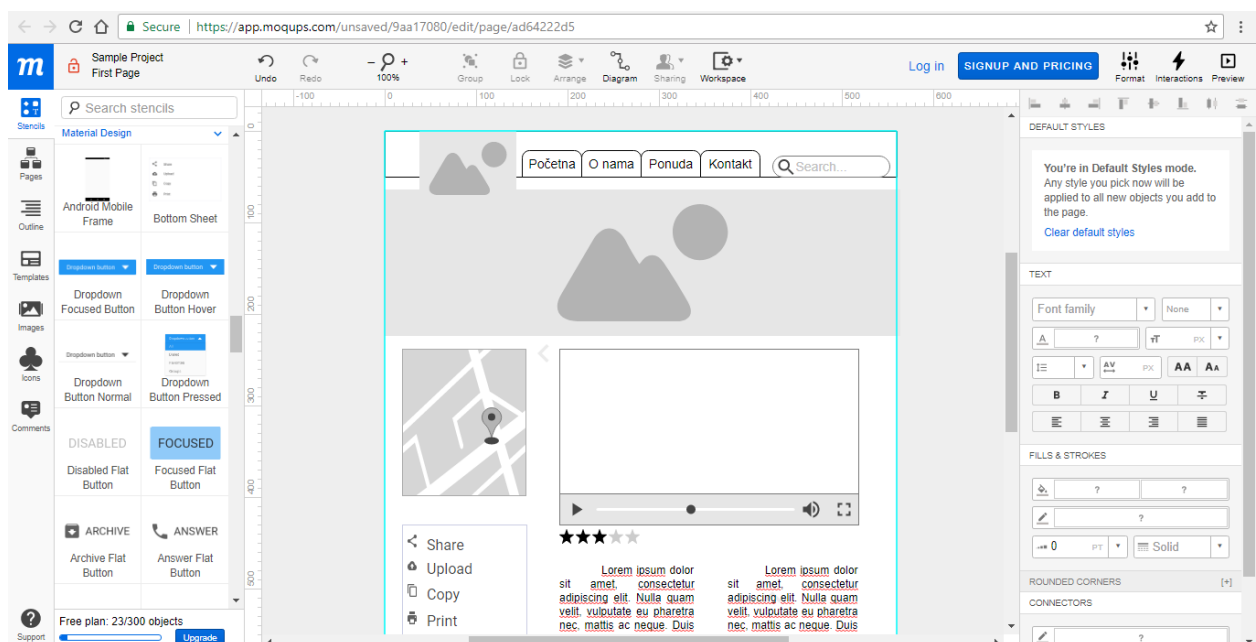 Secure | https://app.moqups.com/unsaved/9aa17080/edit/page/ad64222d5
m
Sample Project
First Page
Undo
Redo
- +
100%
Group
Lock
Arrange
Diagram
Sharing
Workspace
Log in
SIGNUP AND PRICING
Format
Interactions
Preview
Stencils
Pages
Outline
Templates
Images
Icons
Comments
Support
Search stencils
Material Design
Android Mobile
Frame
Share
Print
Bottom Sheet
Dropdown button
Dropdown
Focused Button
Dropdown button
Dropdown
Button Hover
Dropdown button
Dropdown
Button Normal
Dropdown
Button Pressed
DISABLED
Disabled Flat
Button
FOCUSED
Focused Flat
Button
ARCHIVE
Archive Flat
Button
ANSWER
Answer Flat
Button
Free plan: 23/300 objects
Upgrade
-100 0 100 200 300 400 500 600
0
100
200
300
400
500
Početna
O nama
Ponuda
Kontakt
Search...
Share
Upload
Copy
Print
Lorem ipsum dolor
sit amet, consectetur
adipiscing elit. Nulla quam
velit, vulputate eu pharetra
nec, mattis ac neque. Duis
Lorem ipsum dolor
sit amet, consectetur
adipiscing elit. Nulla quam
velit, vulputate eu pharetra
nec, mattis ac neque. Duis
DEFAULT STYLES
You're in Default Styles mode.
Any style you pick now will be
applied to all new objects you add to
the page.
Clear default styles
TEXT
Font family
None
A ?
TT PX
AV PX
AA AA
B I U T
FILLS & STROKES
? ?
?
0 PT
Solid
ROUNDED CORNERS [+]
CONNECTORS
?